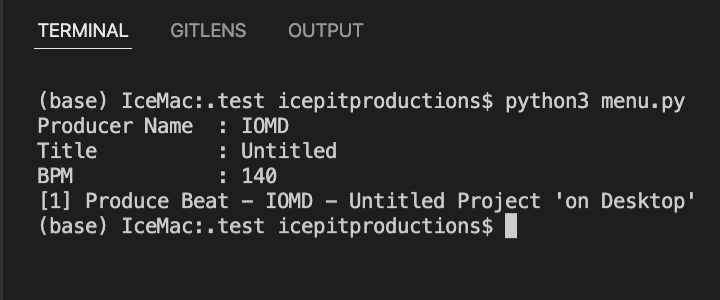 TERMINAL GITLENS OUTPUT
(base) IceMac:.test icepitproductions$ python3 menu.py
Producer Name  : IOMD
Title          : Untitled
BPM            : 140
[1] Produce Beat - IOMD - Untitled Project 'on Desktop'
(base) IceMac:.test icepitproductions$